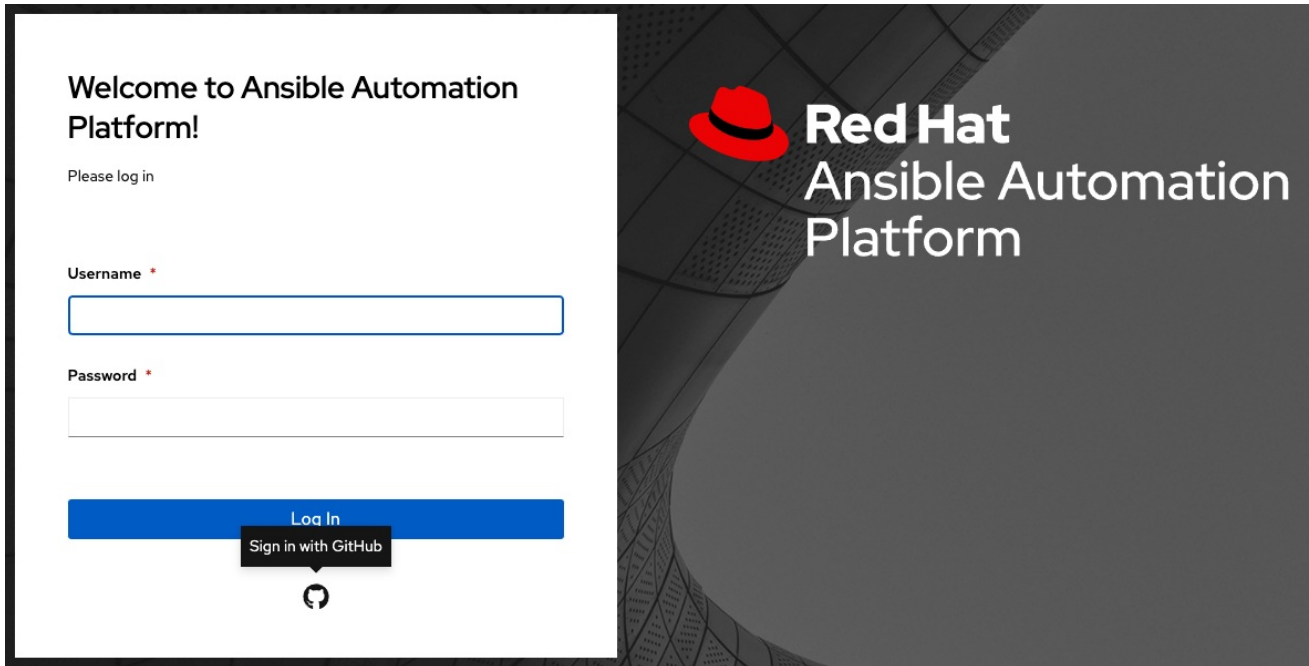 Welcome to Ansible Automation
Platform!
Please log in
Username *
Password *
Log In
Sign in with GitHub
Red Hat
Ansible Automation
Platform